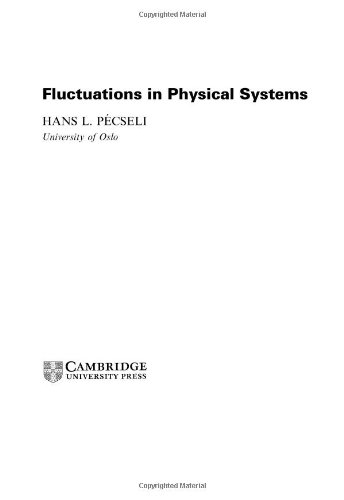 Copyrighted Material
Fluctuations in Physical Systems
HANS L. PÉCSELI
University of Oslo
CAMBRIDGE
UNIVERSITY PRESS
Copyrighted Material